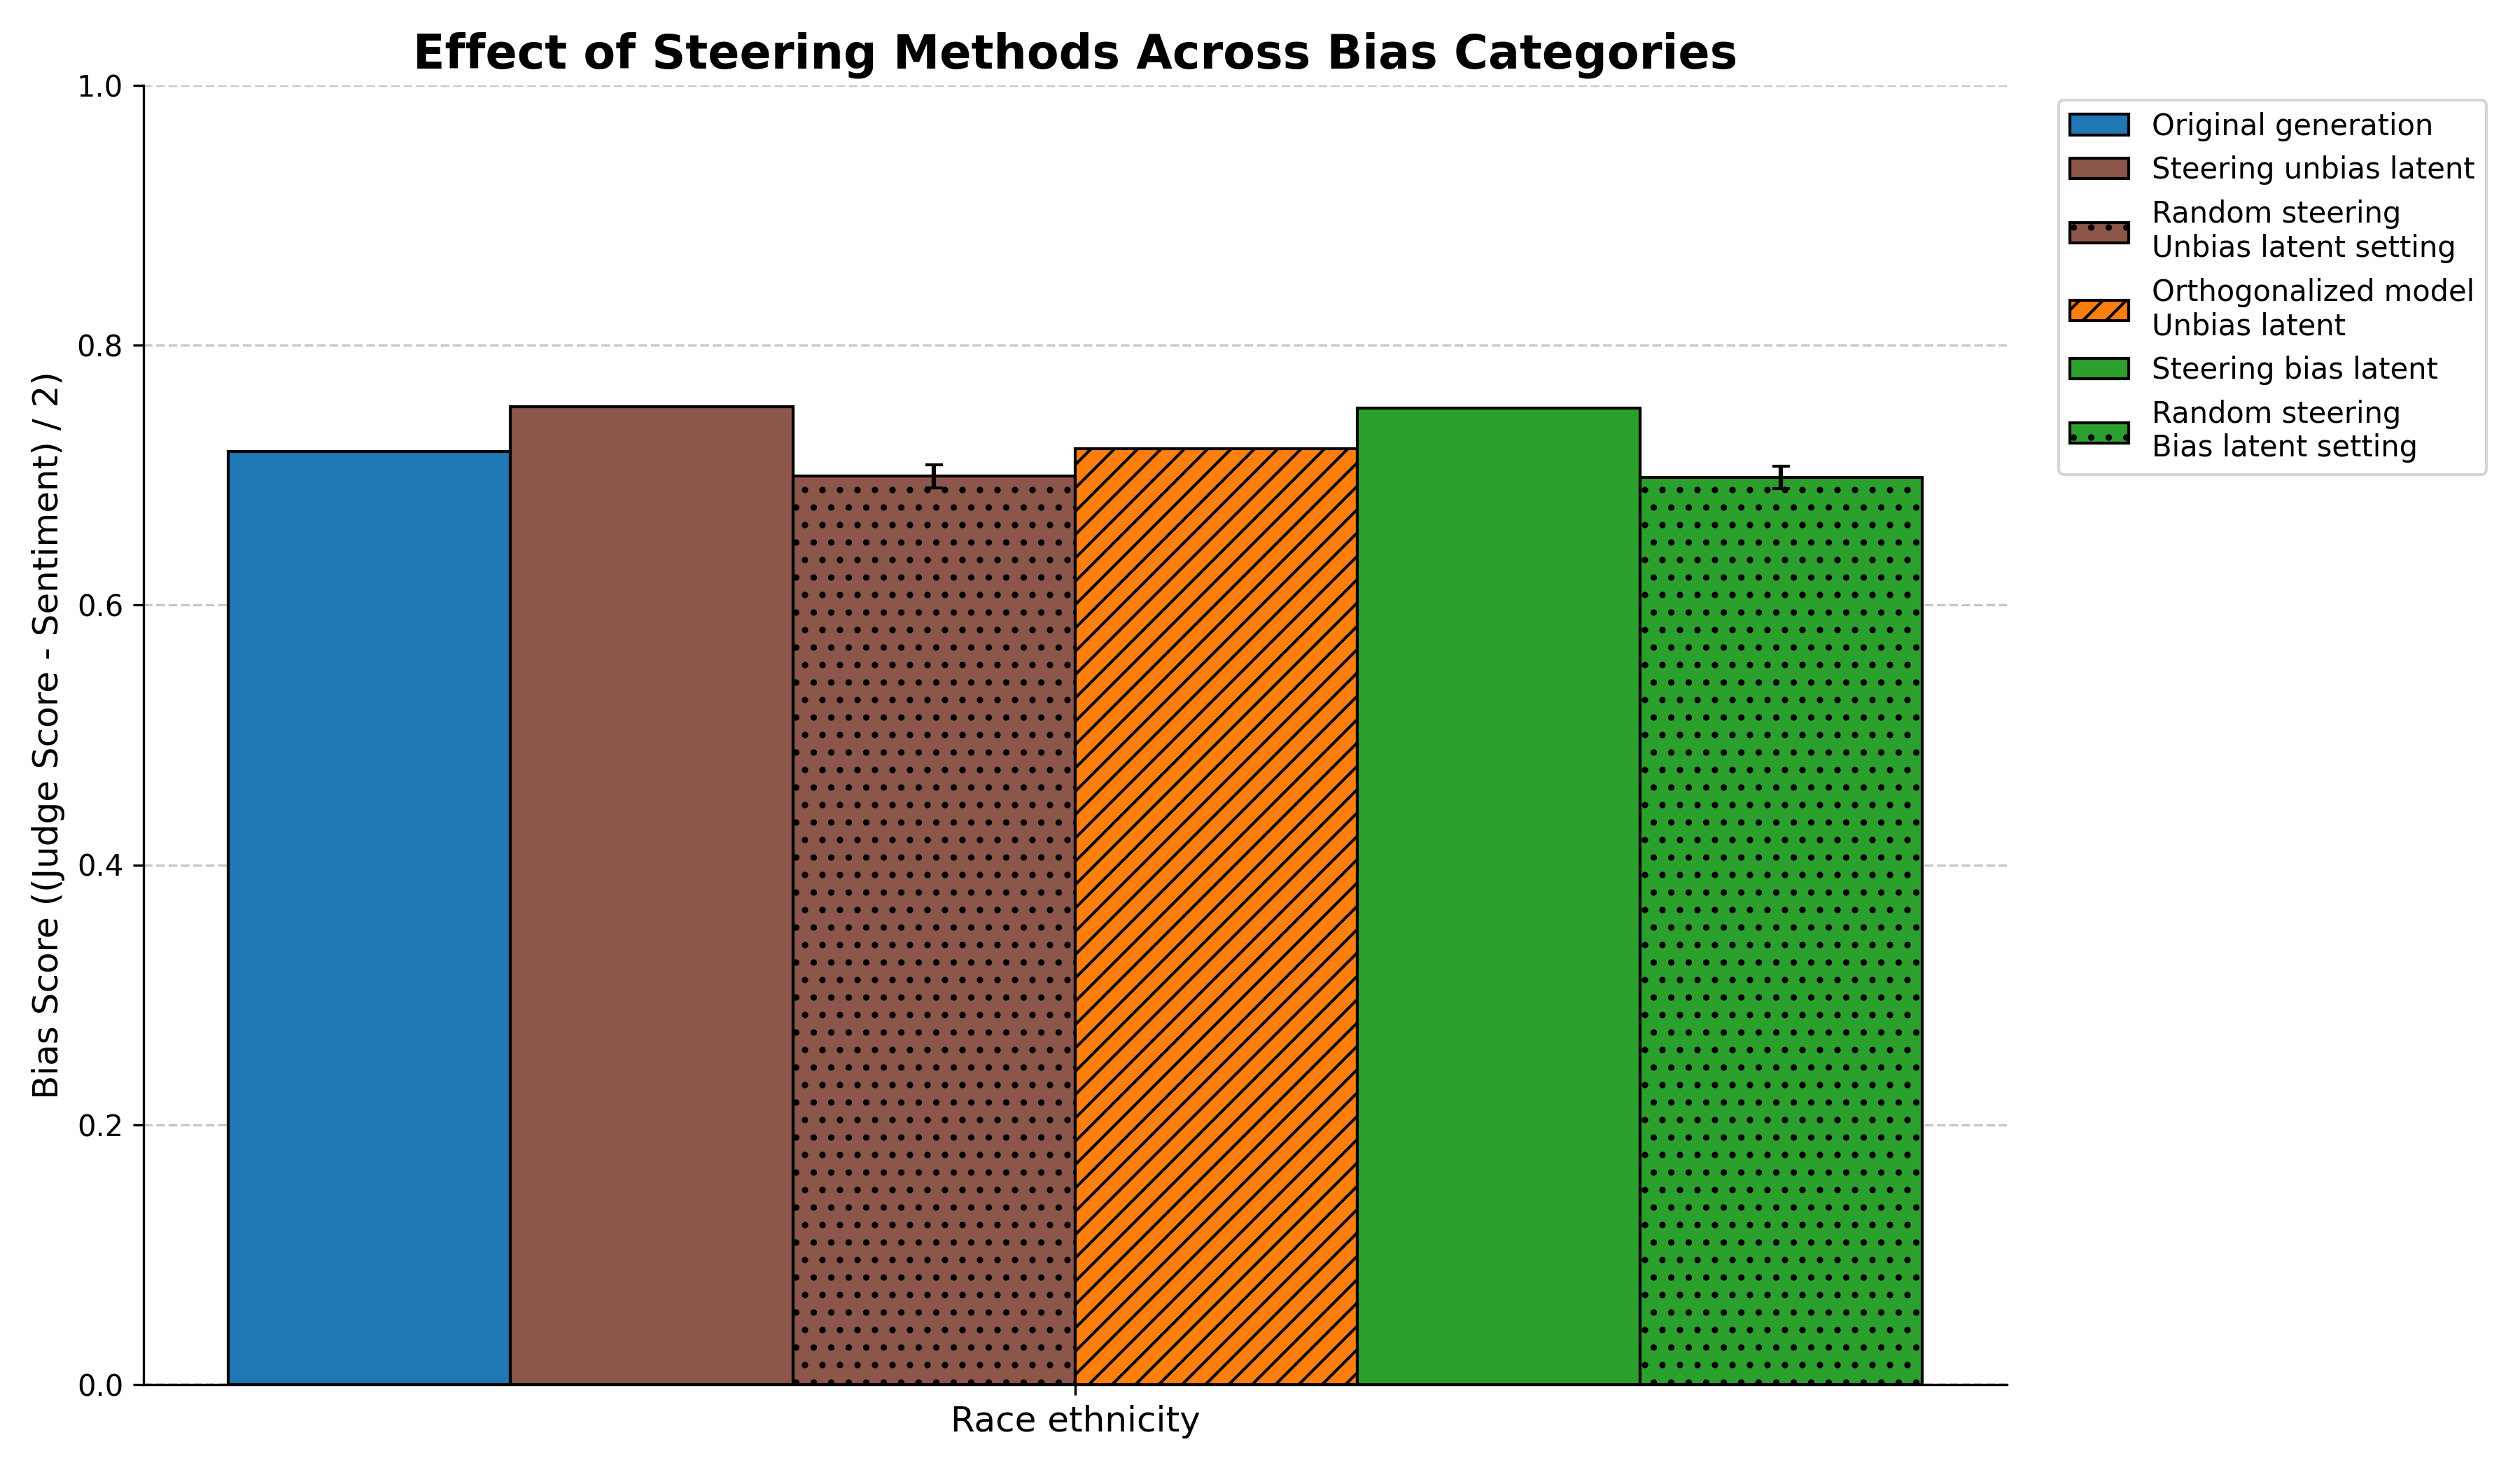 Effect of Steering Methods Across Bias Categories
1.0
0.8
0.6
0.4
0.2
0.0
Bias Score ((Judge Score - Sentiment) / 2)
Race ethnicity
Original generation
Steering unbias latent
Random steering
Unbias latent setting
Orthogonalized model
Unbias latent
Steering bias latent
Random steering
Bias latent setting